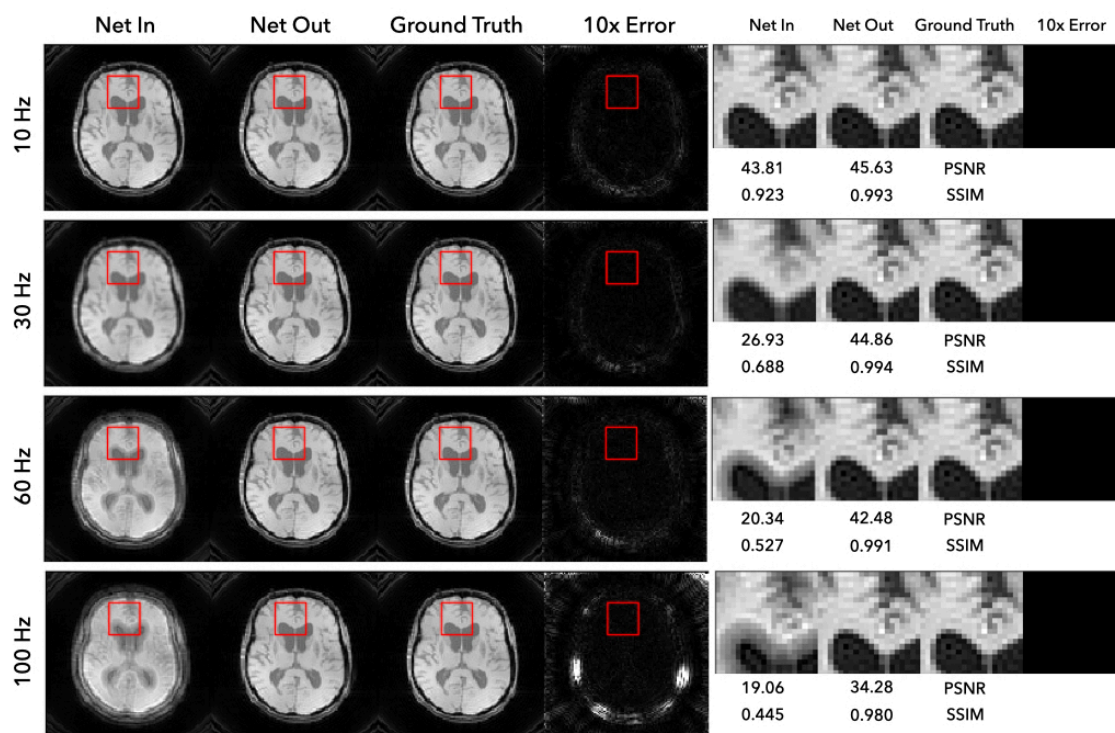 Net In Net Out Ground Truth 10x Error Net In Net Out Ground Truth 10x Error
10 Hz
43.81 45.63 PSNR
0.923 0.993 SSIM
30 Hz
26.93 44.86 PSNR
0.688 0.994 SSIM
60 Hz
20.34 42.48 PSNR
0.527 0.991 SSIM
100 Hz
19.06 34.28 PSNR
0.445 0.980 SSIM